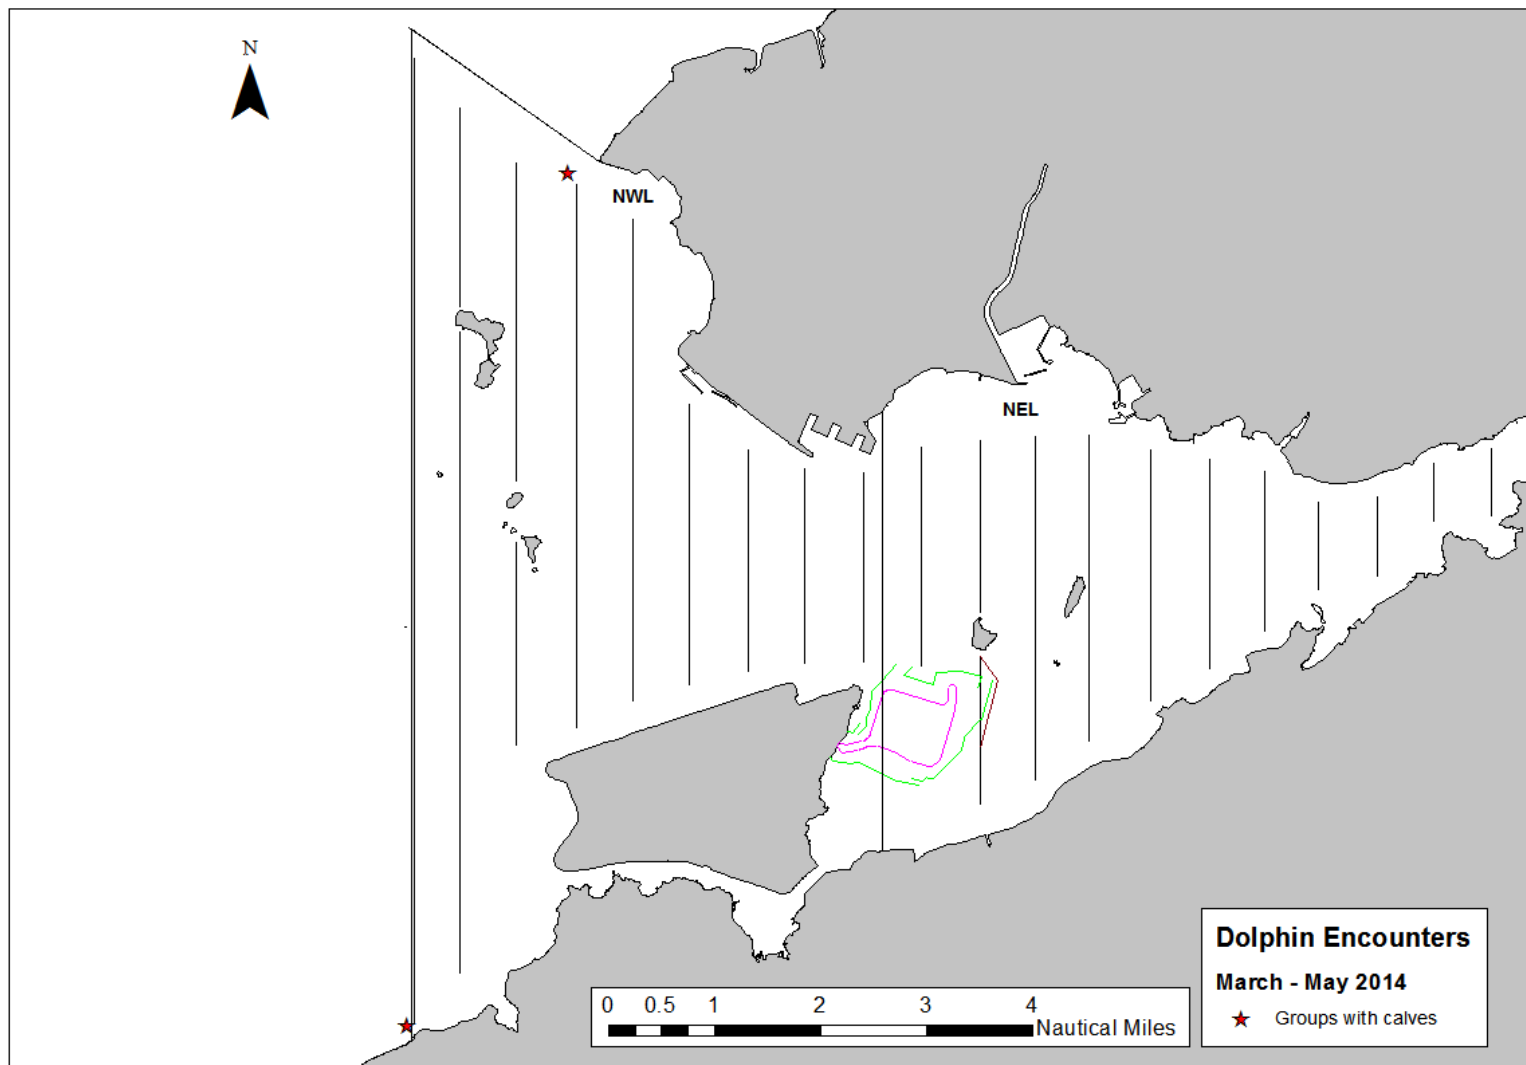 N
NWL
NEL
Dolphin Encounters
March - May 2014
Groups with calves
0 0.5 1 2 3 4
Nautical Miles